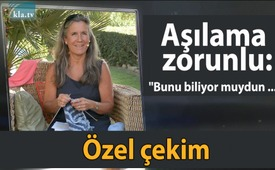 kla.tv
Aşılama
zorunlu:
"Bunu biliyor muydun ...
Özel çekim